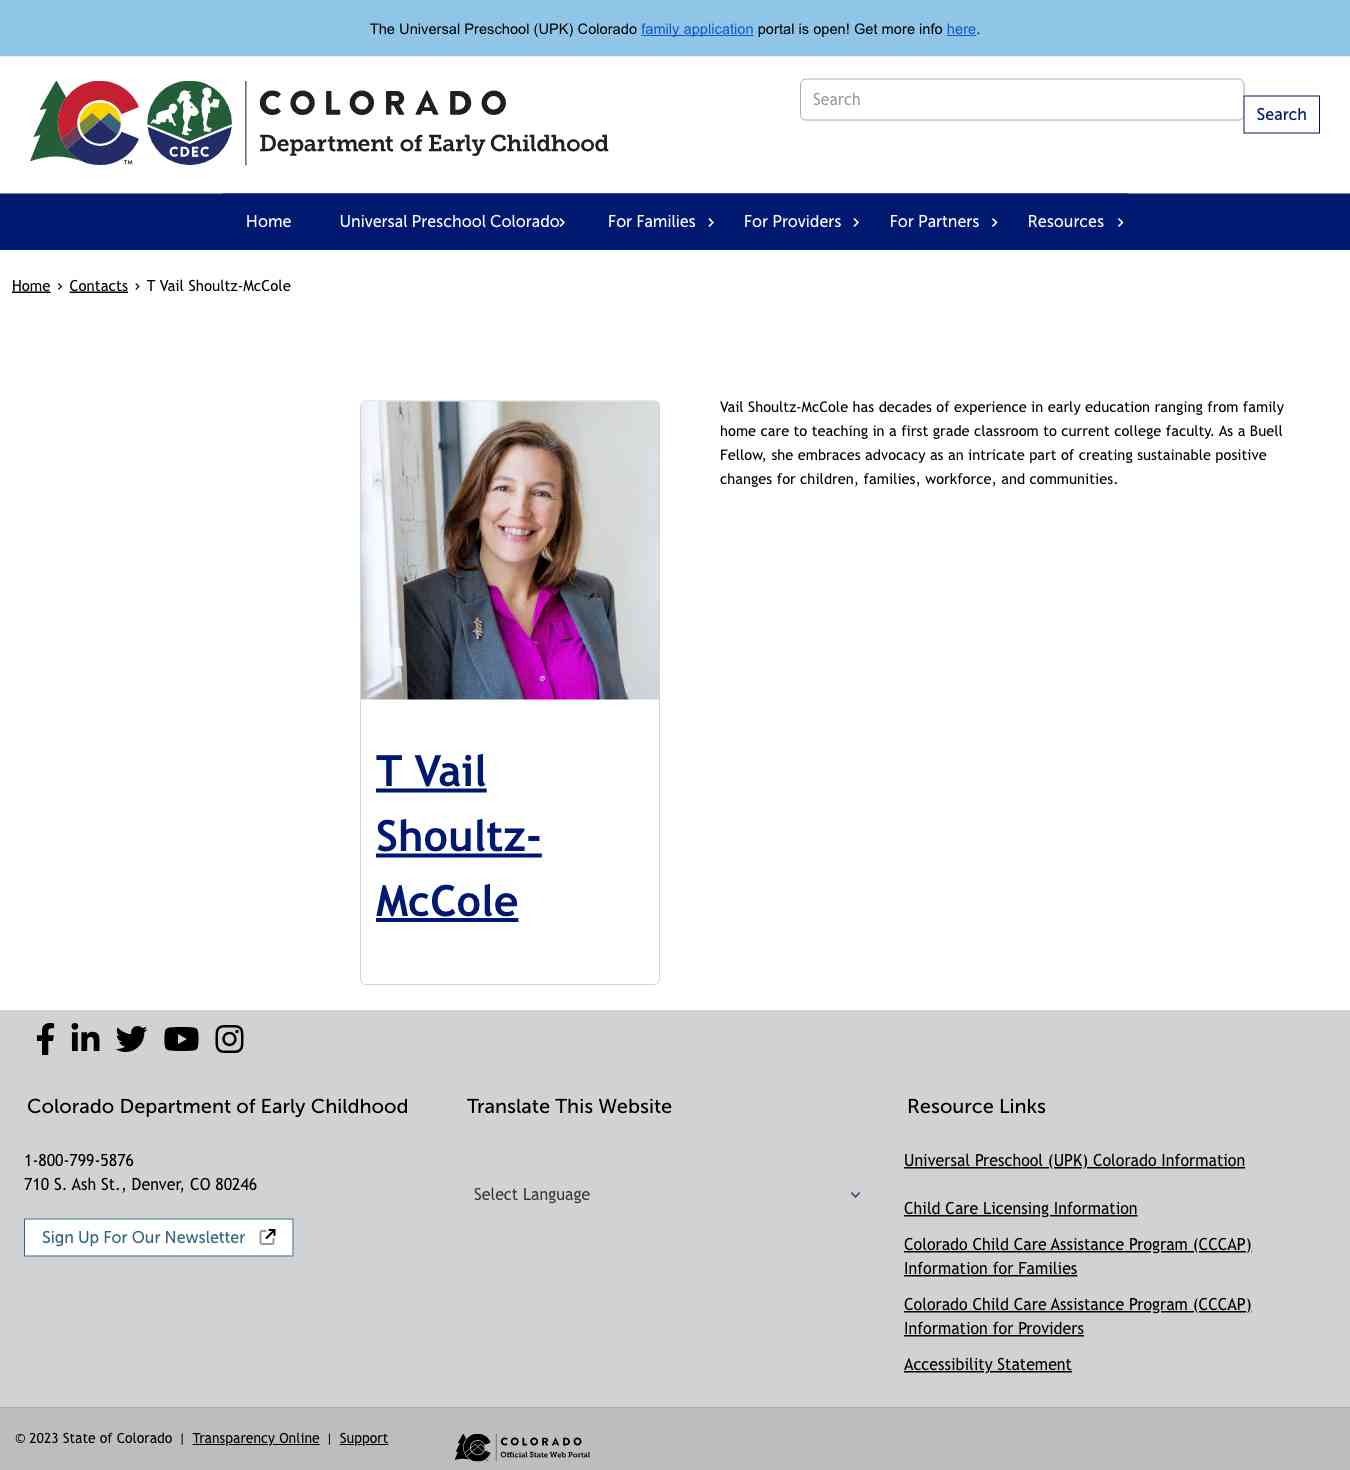 The Universal Preschool (UPK) Colorado family application portal is open! Get more info here.
CDEC
TM
COLORADO
Department of Early Childhood
Search
Search
Home
Universal Preschool Colorado
For Families
For Providers
For Partners
Resources
Home › Contacts › T Vail Shoultz-McCole
Vail Shoultz-McCole has decades of experience in early education ranging from family
home care to teaching in a first grade classroom to current college faculty. As a Buell
Fellow, she embraces advocacy as an intricate part of creating sustainable positive
changes for children, families, workforce, and communities.
T Vail
Shoultz-
McCole
Colorado Department of Early Childhood
1-800-799-5876
710 S. Ash St., Denver, CO 80246
Sign Up For Our Newsletter
Translate This Website
Select Language
Resource Links
Universal Preschool (UPK) Colorado Information
Child Care Licensing Information
Colorado Child Care Assistance Program (CCCAP)
Information for Families
Colorado Child Care Assistance Program (CCCAP)
Information for Providers
Accessibility Statement
© 2023 State of Colorado | Transparency Online | Support
COLORADO
Official State Web Portal